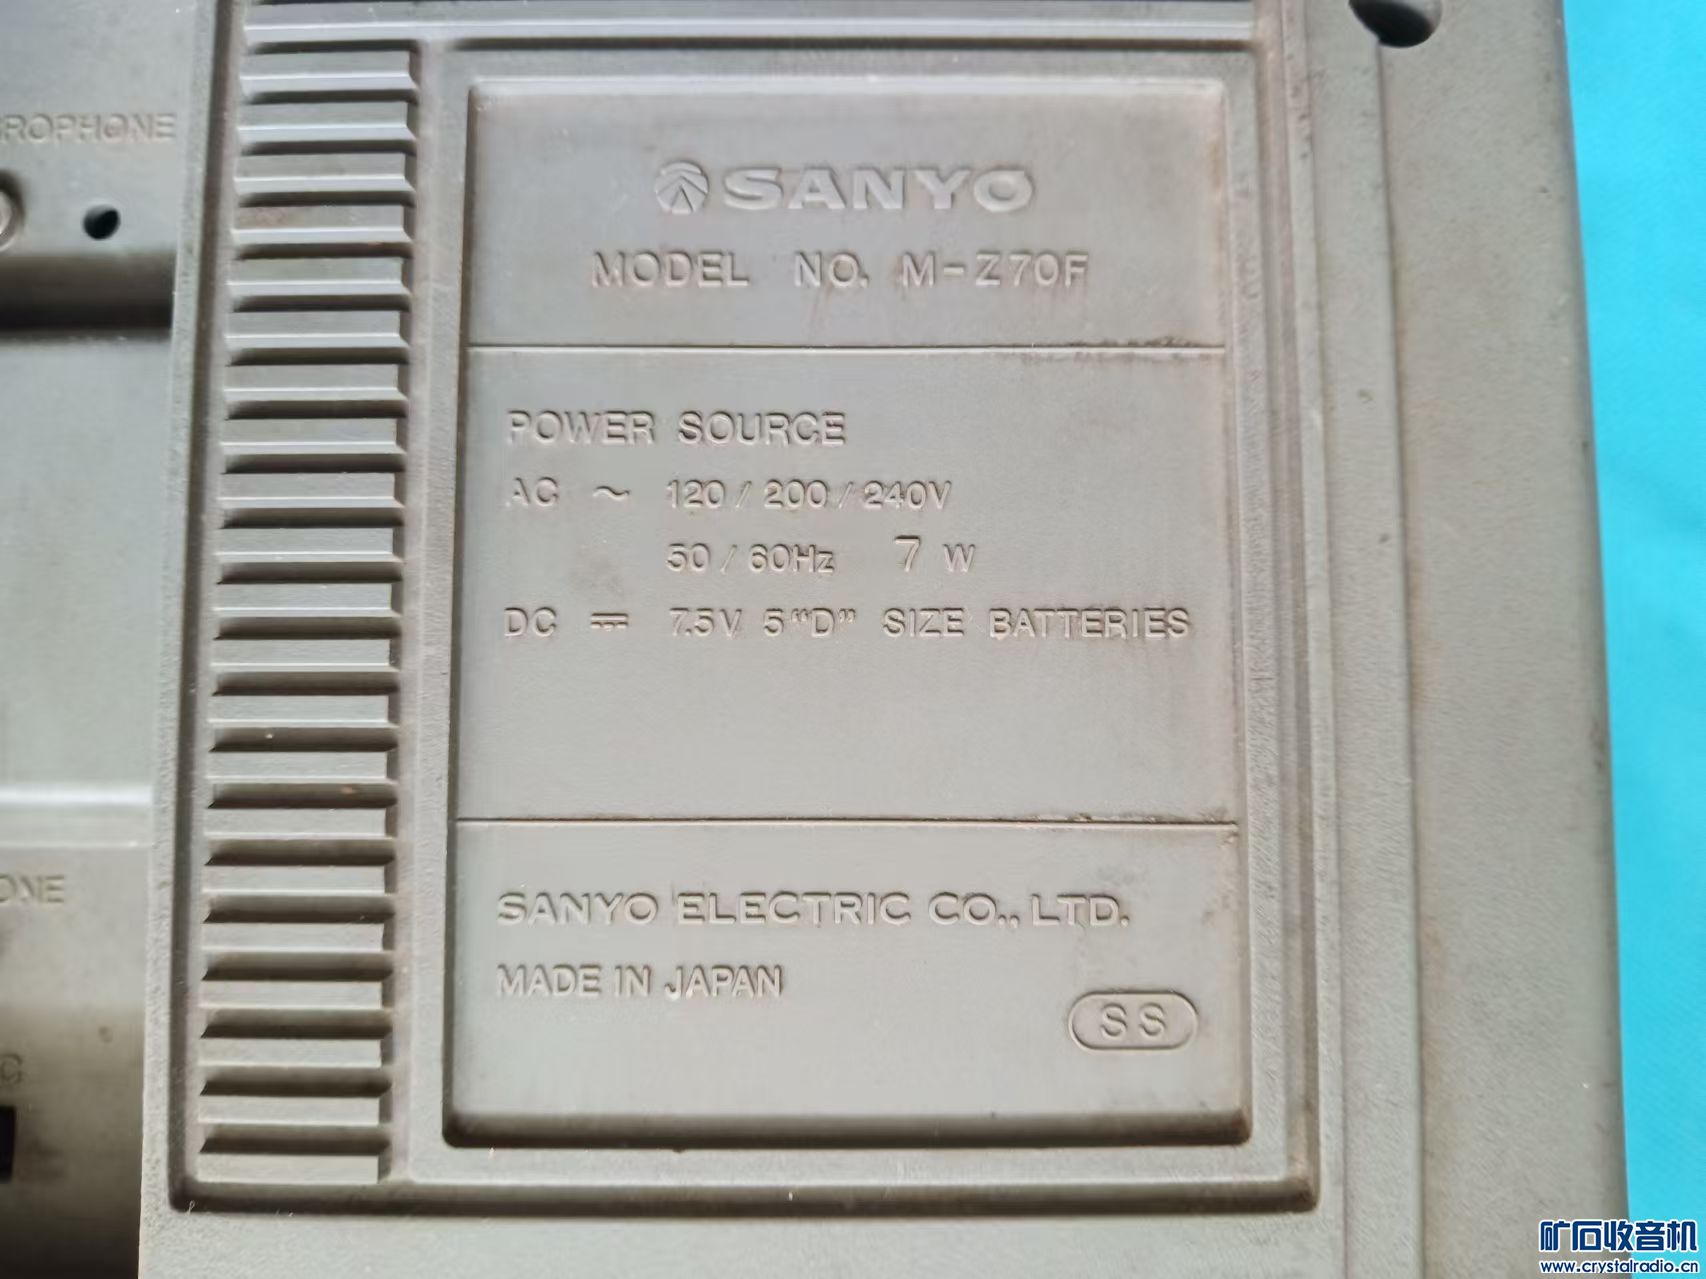 ROPHONE
SANYO
MODEL NO. M-Z70F
POWER SOURCE
AC ~ 120/200/240V
50/60Hz 7 W
DC ⎓ 7.5V 5"D" SIZE BATTERIES
ONE
SANYO ELECTRIC CO., LTD.
MADE IN JAPAN
SS
矿石收音机
www.crystalradio.cn